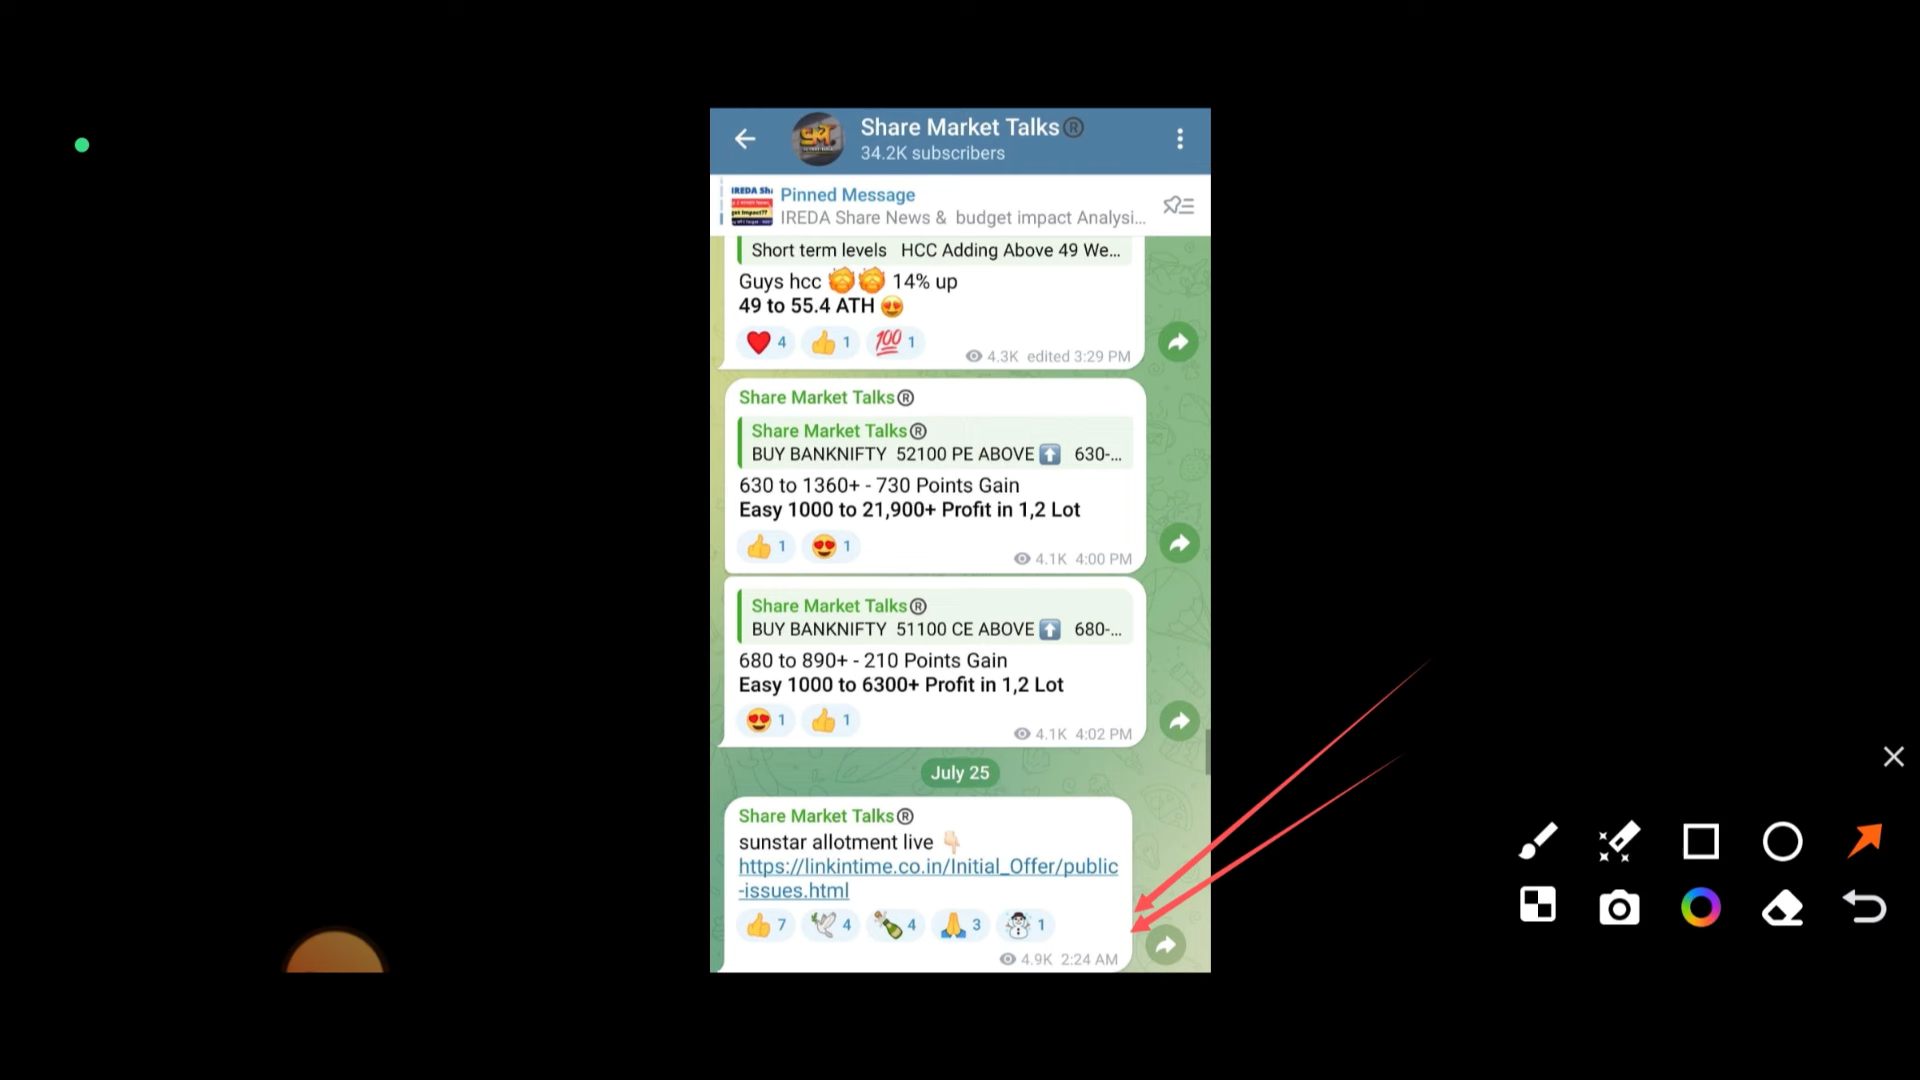 Share Market Talks®
34.2K subscribers
IREDA Sh
Pinned Message
IREDA Share News & budget impact Analysi...
Short term levels HCC Adding Above 49 We...
Guys hcc 🥳🥳 14% up
49 to 55.4 ATH 😍
❤️ 4 👍 1 💯 1
4.3K edited 3:29 PM
Share Market Talks®
Share Market Talks®
BUY BANKNIFTY 52100 PE ABOVE ⬆️ 630-...
630 to 1360+ - 730 Points Gain
Easy 1000 to 21,900+ Profit in 1,2 Lot
👍 1 😍 1
4.1K 4:00 PM
Share Market Talks®
BUY BANKNIFTY 51100 CE ABOVE ⬆️ 680-...
680 to 890+ - 210 Points Gain
Easy 1000 to 6300+ Profit in 1,2 Lot
😍 1 👍 1
4.1K 4:02 PM
July 25
Share Market Talks®
sunstar allotment live 👇🏻
https://linkintime.co.in/Initial_Offer/public
-issues.html
👍 7 🕊 4 🍾 4 🙏 3 ☃️ 1
4.9K 2:24 AM